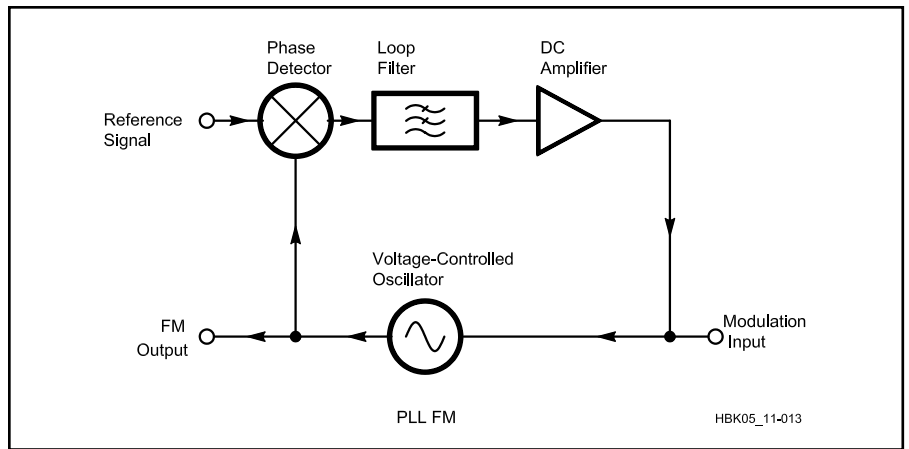 Phase
Detector
Loop
Filter
DC
Amplifier
Reference
Signal
Voltage-Controlled
Oscillator
FM
Output
Modulation
Input
PLL FM
HBK05_11-013